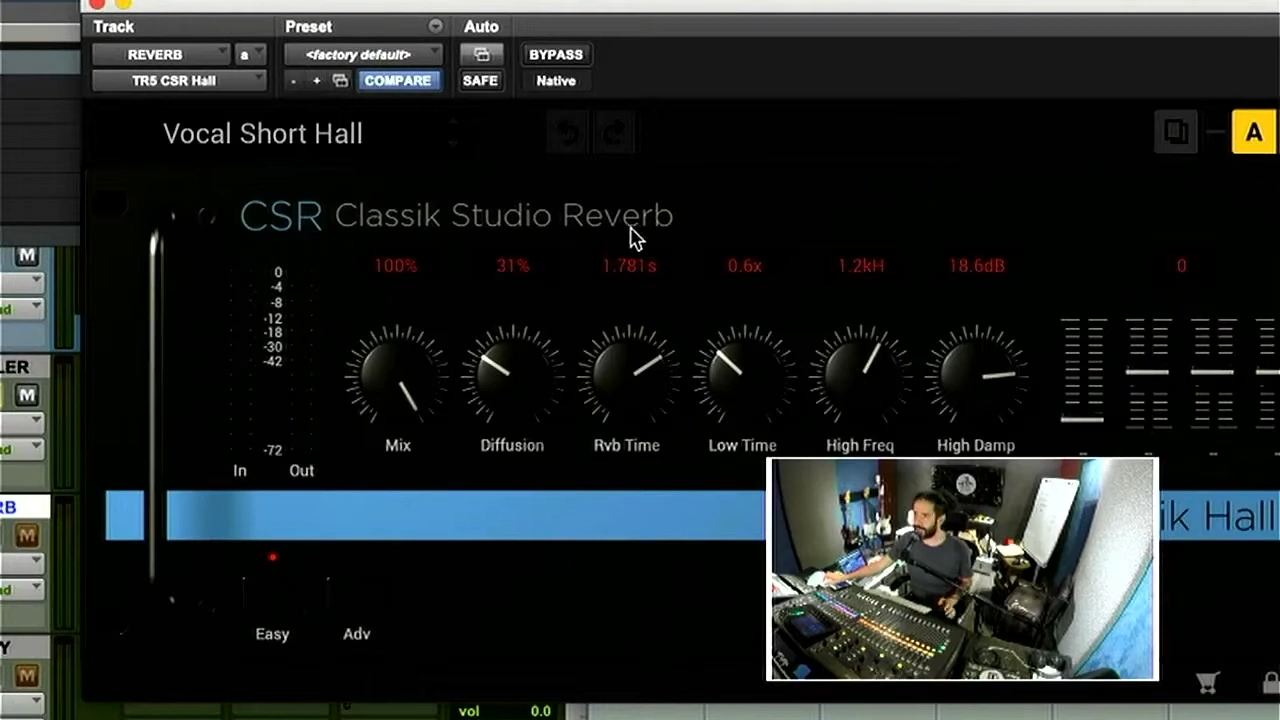 Track Preset Auto
REVERB a <factory default> BYPASS
TR5 CSR Hall - + COMPARE SAFE Native
Vocal Short Hall A
CSR Classik Studio Reverb
100% 31% 1.781s 0.6x 1.2kH 18.6dB 0
0
-4
-8
-12
-18
-30
-42
-72
In Out
Mix Diffusion Rvb Time Low Time High Freq High Damp
ik Hall
Easy Adv
M
d
LER
M
d
RB
M
d
Y
M
vol 0.0